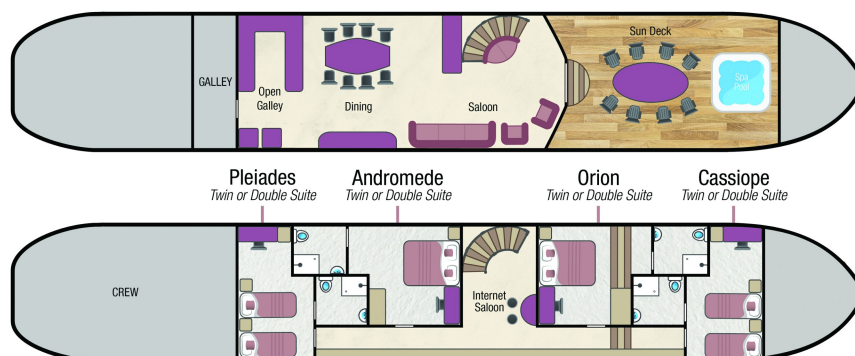 Sun Deck
GALLEY
Open
Galley
Dining
Saloon
Spa
Pool
Pleiades
Twin or Double Suite
Andromede
Twin or Double Suite
Orion
Twin or Double Suite
Cassiope
Twin or Double Suite
CREW
Internet
Saloon